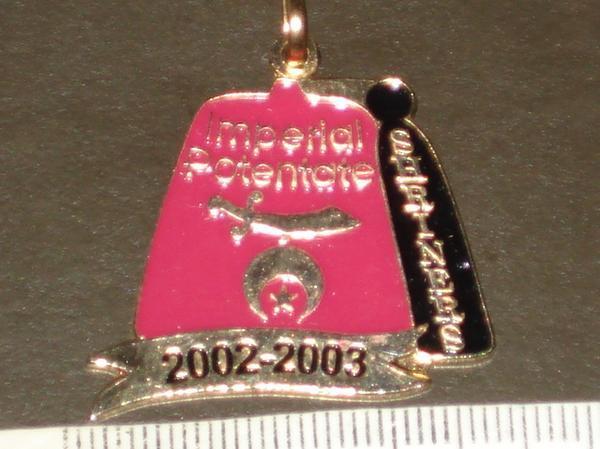 Imperial
Potentate
SHRINERS
2002-2003